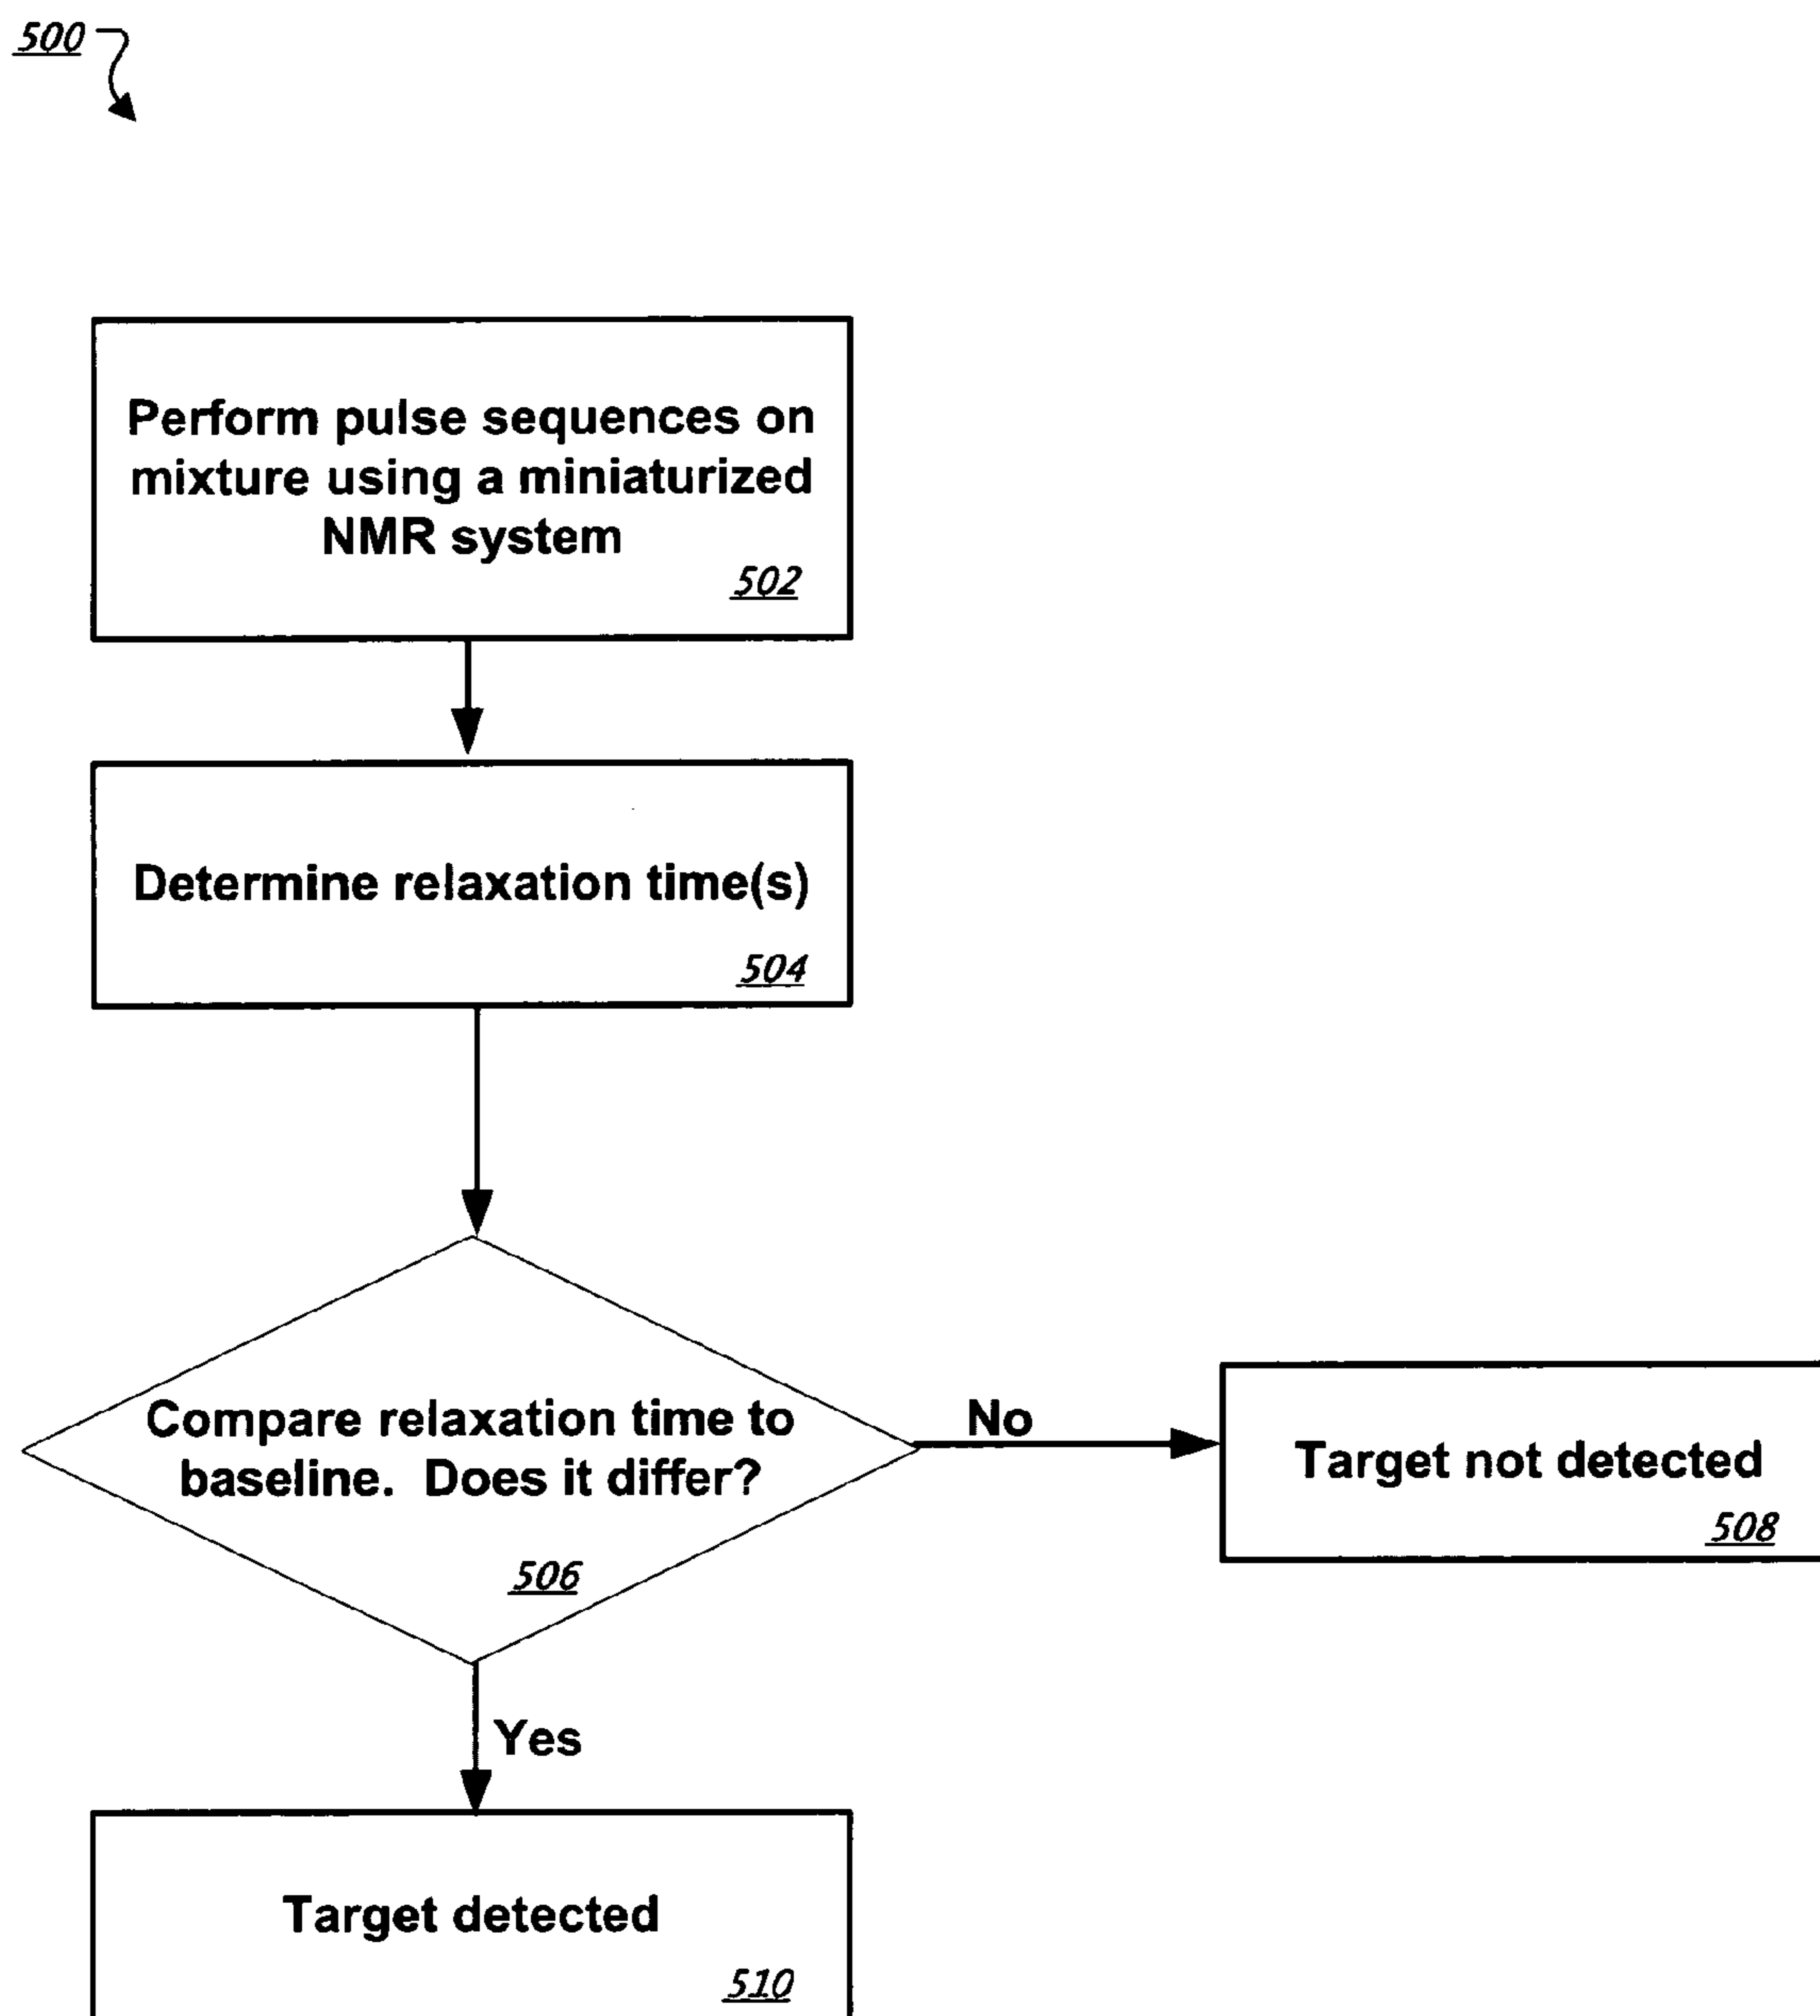 500
Perform pulse sequences on
mixture using a miniaturized
NMR system
502
Determine relaxation time(s)
504
Compare relaxation time to
baseline. Does it differ?
506
No
Target not detected
508
Yes
Target detected
510